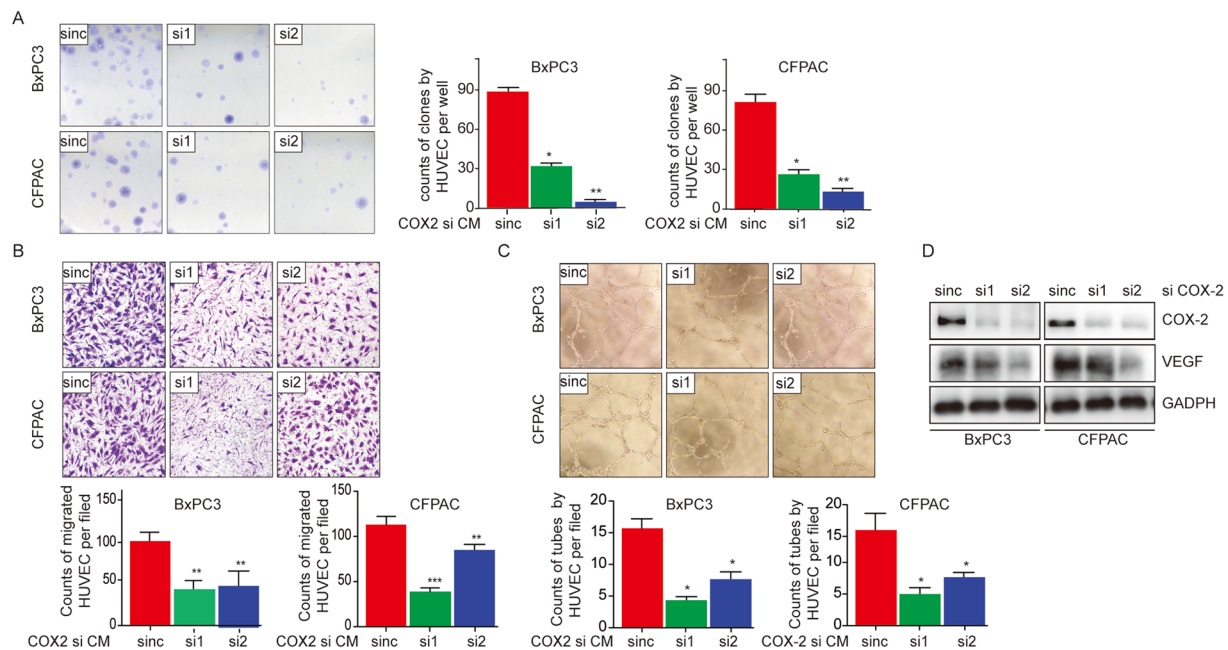 A
sinc si1 si2
BxPC3
sinc si1 si2
CFPAC
BxPC3
counts of clones by
HUVEC per well
90
60
30
0
COX2 si CM sinc si1 si2
* **
CFPAC
counts of clones by
HUVEC per well
90
60
30
0
COX2 si CM sinc si1 si2
* **
B
sinc si1 si2
BxPC3
sinc si1 si2
CFPAC
BxPC3
Counts of migrated
HUVEC per filed
150
100
50
0
** **
COX2 si CM sinc si1 si2
CFPAC
Counts of migrated
HUVEC per filed
150
100
50
0
*** **
COX2 si CM sinc si1 si2
C
sinc si1 si2
BxPC3
sinc si1 si2
CFPAC
BxPC3
Counts of tubes by
HUVEC per filed
20
15
10
5
0
* *
COX2 si CM sinc si1 si2
CFPAC
Counts of tubes by
HUVEC per filed
20
15
10
5
0
* *
COX-2 si CM sinc si1 si2
D
sinc si1 si2 sinc si1 si2 si COX-2
COX-2
VEGF
GADPH
BxPC3 CFPAC